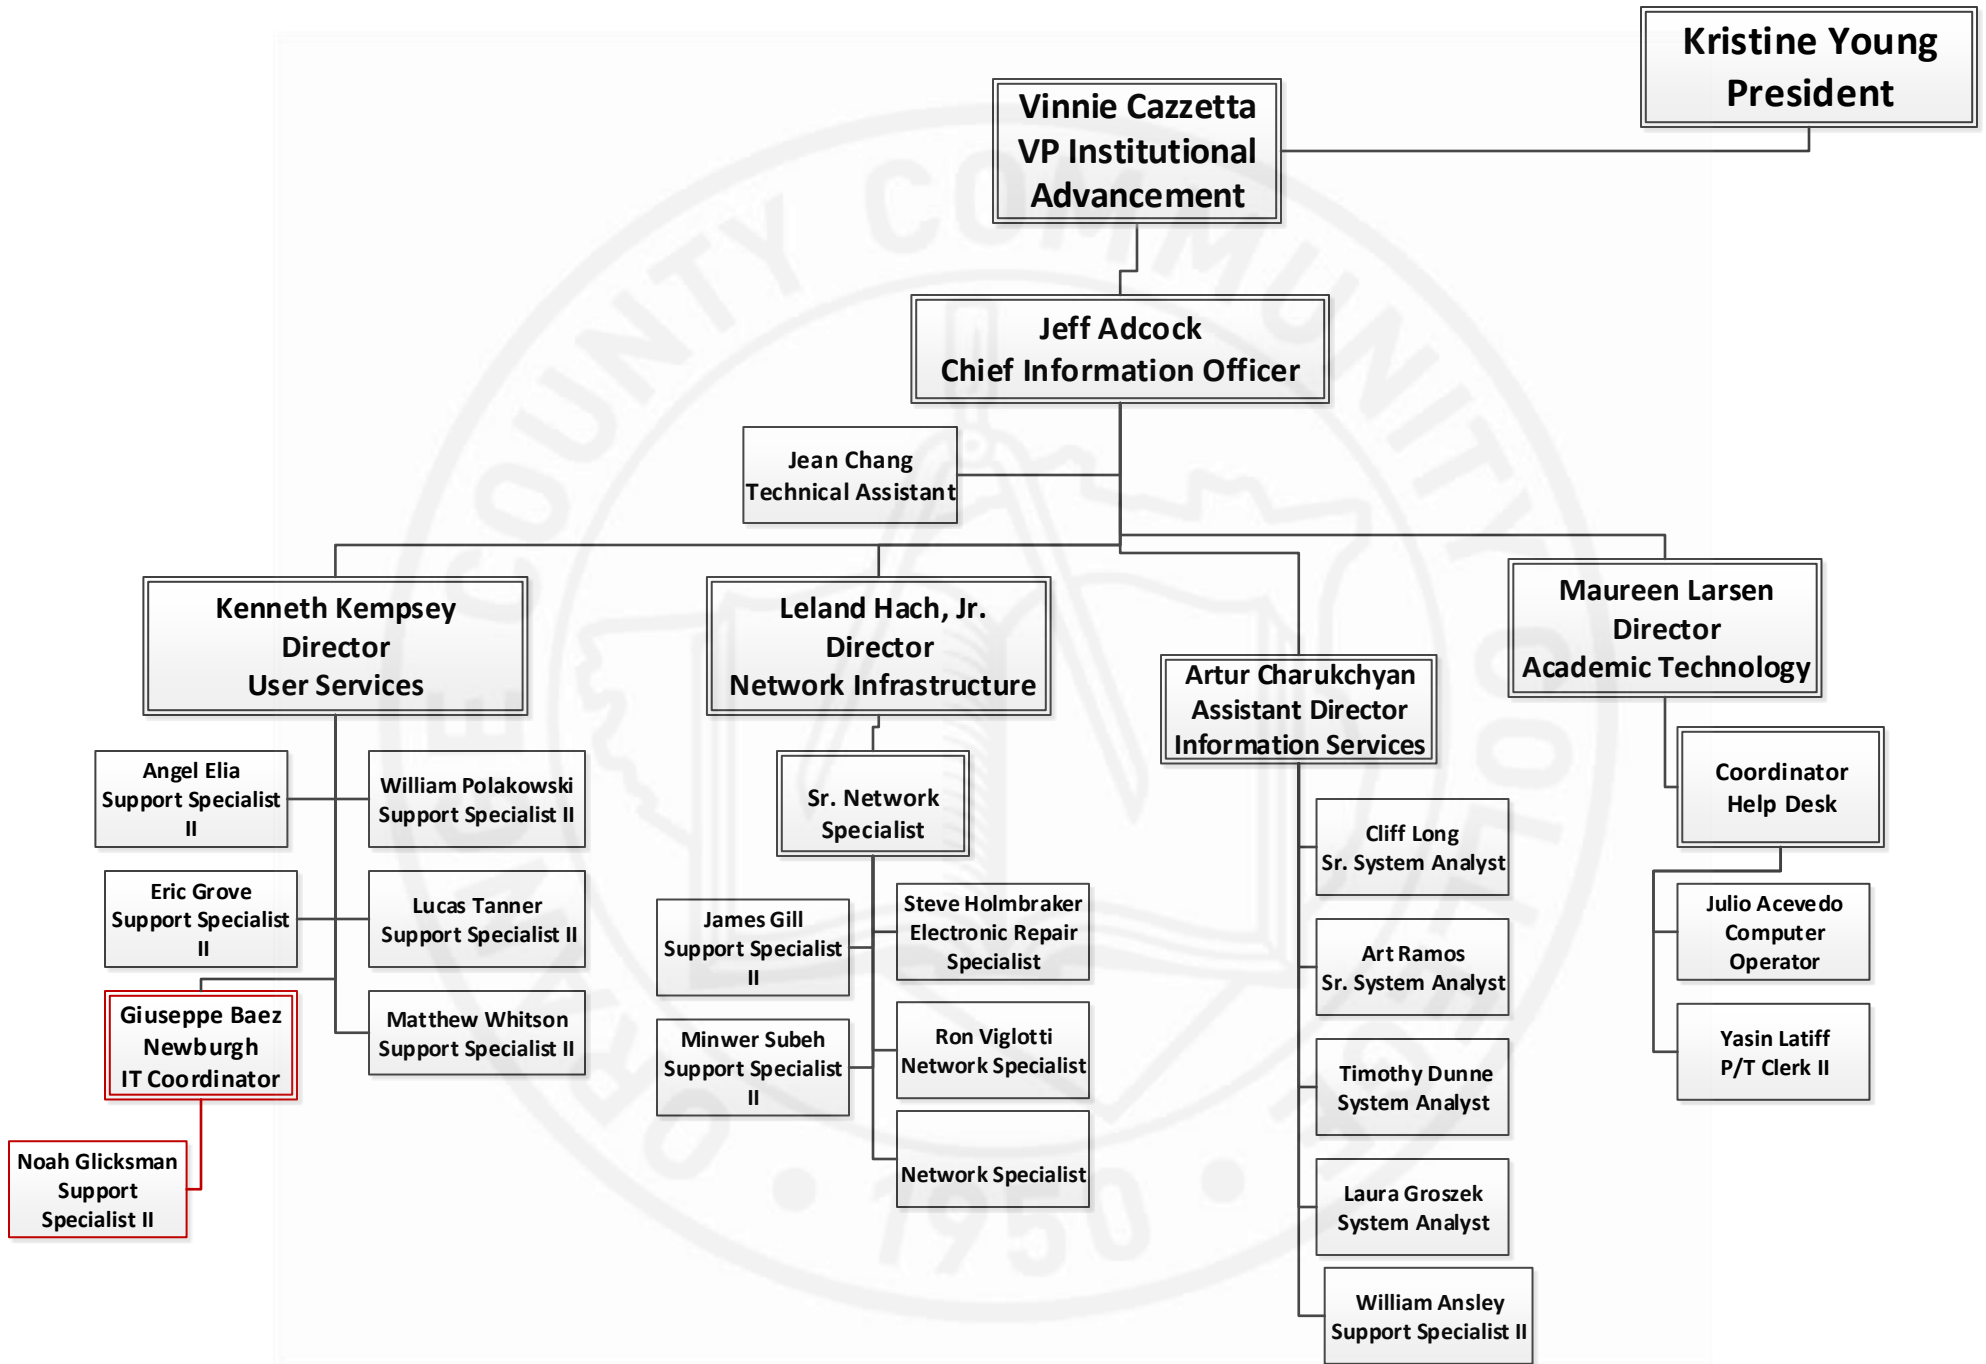 Kristine Young
President
Vinnie Cazzetta
VP Institutional
Advancement
Jeff Adcock
Chief Information Officer
Jean Chang
Technical Assistant
Kenneth Kempsey
Director
User Services
Leland Hach, Jr.
Director
Network Infrastructure
Artur Charukchyan
Assistant Director
Information Services
Maureen Larsen
Director
Academic Technology
Angel Elia
Support Specialist
II
William Polakowski
Support Specialist II
Eric Grove
Support Specialist
II
Lucas Tanner
Support Specialist II
Giuseppe Baez
Newburgh
IT Coordinator
Matthew Whitson
Support Specialist II
Noah Glicksman
Support
Specialist II
Sr. Network
Specialist
James Gill
Support Specialist
II
Steve Holmbraker
Electronic Repair
Specialist
Minwer Subeh
Support Specialist
II
Ron Viglotti
Network Specialist
Network Specialist
Cliff Long
Sr. System Analyst
Art Ramos
Sr. System Analyst
Timothy Dunne
System Analyst
Laura Groszek
System Analyst
William Ansley
Support Specialist II
Coordinator
Help Desk
Julio Acevedo
Computer
Operator
Yasin Latiff
P/T Clerk II
ORANGE COUNTY COMMUNITY COLLEGE
1950